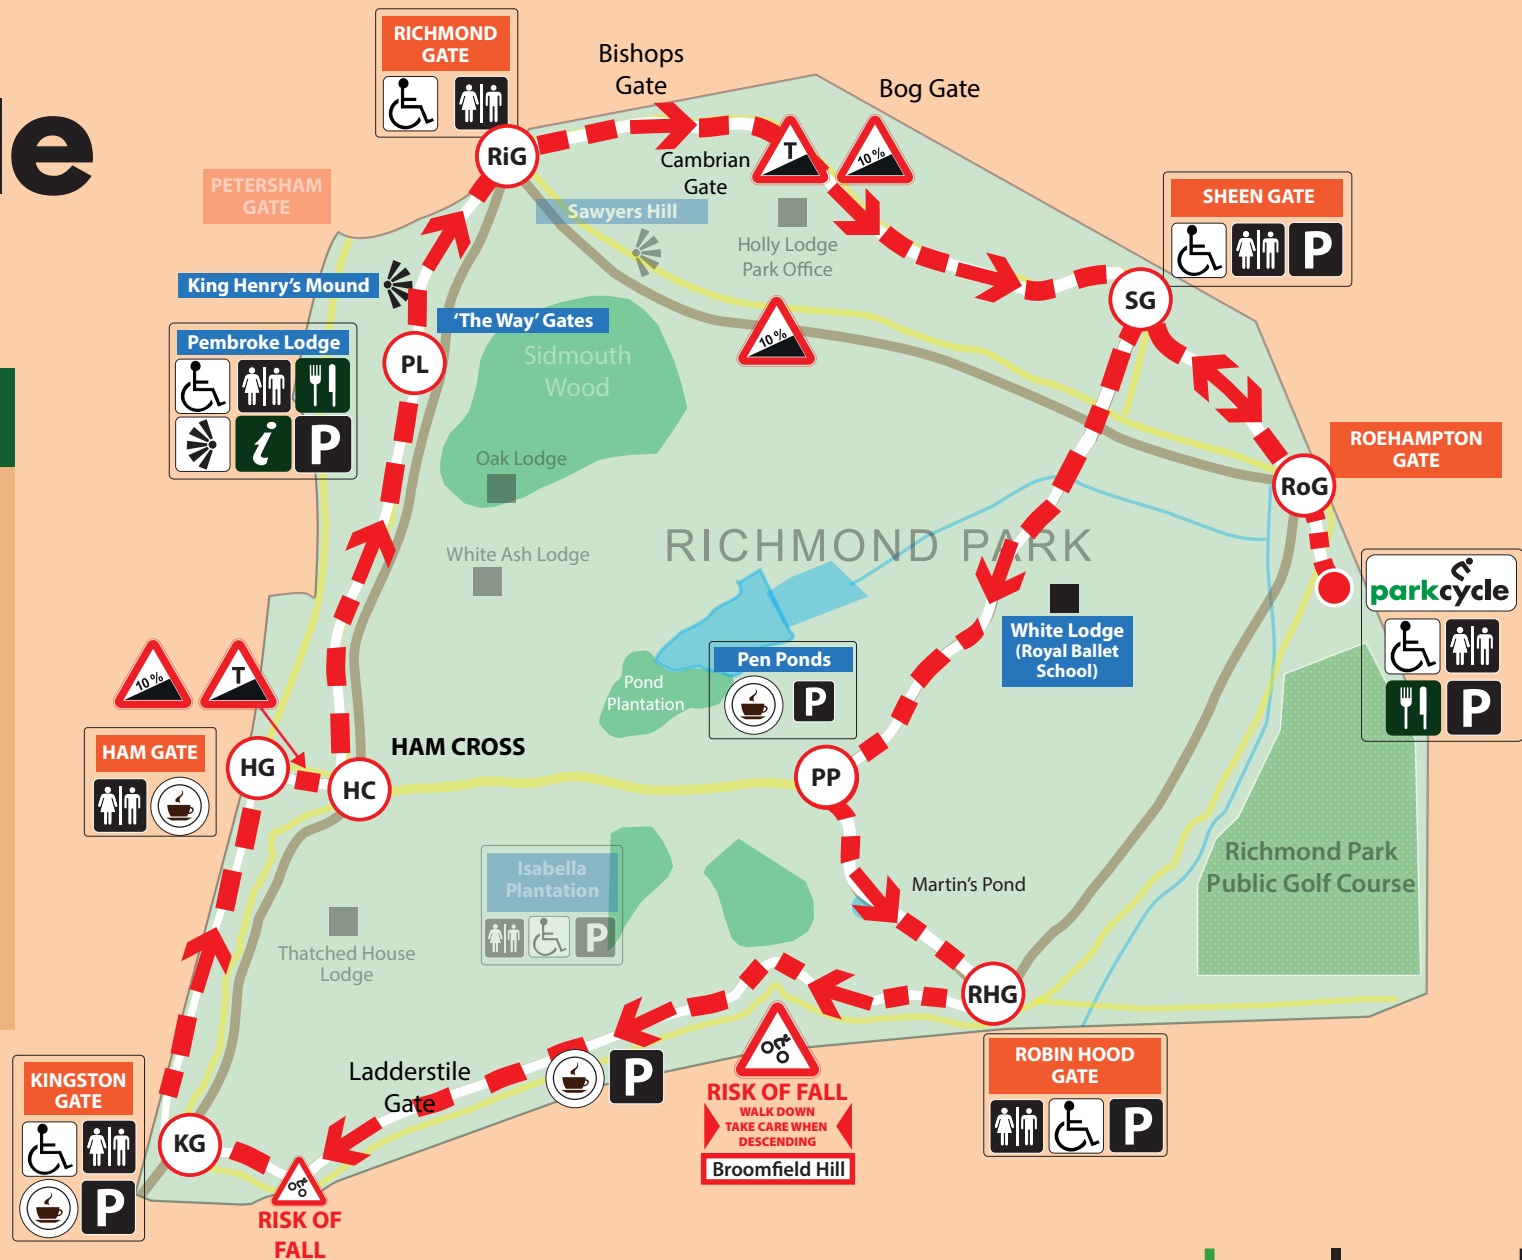 le
RICHMOND
GATE
Bishops
Gate
Bog Gate
RiG
T
10 %
Cambrian
Gate
PETERSHAM
GATE
Sawyers Hill
SHEEN GATE
P
Holly Lodge
Park Office
King Henry's Mound
SG
'The Way' Gates
Pembroke Lodge
PL
10 %
Sidmouth
Wood
i
P
ROEHAMPTON
GATE
Oak Lodge
RoG
RICHMOND PARK
White Ash Lodge
parkcycle
White Lodge
(Royal Ballet
School)
Pen Ponds
P
Pond
Plantation
10 %
T
P
HAM GATE
HG
HAM CROSS
HC
PP
Richmond Park
Public Golf Course
Isabella
Plantation
P
Martin's Pond
Thatched House
Lodge
RHG
ROBIN HOOD
GATE
P
Ladderstile
Gate
P
RISK OF FALL
WALK DOWN
TAKE CARE WHEN
DESCENDING
Broomfield Hill
KINGSTON
GATE
P
KG
RISK OF
FALL